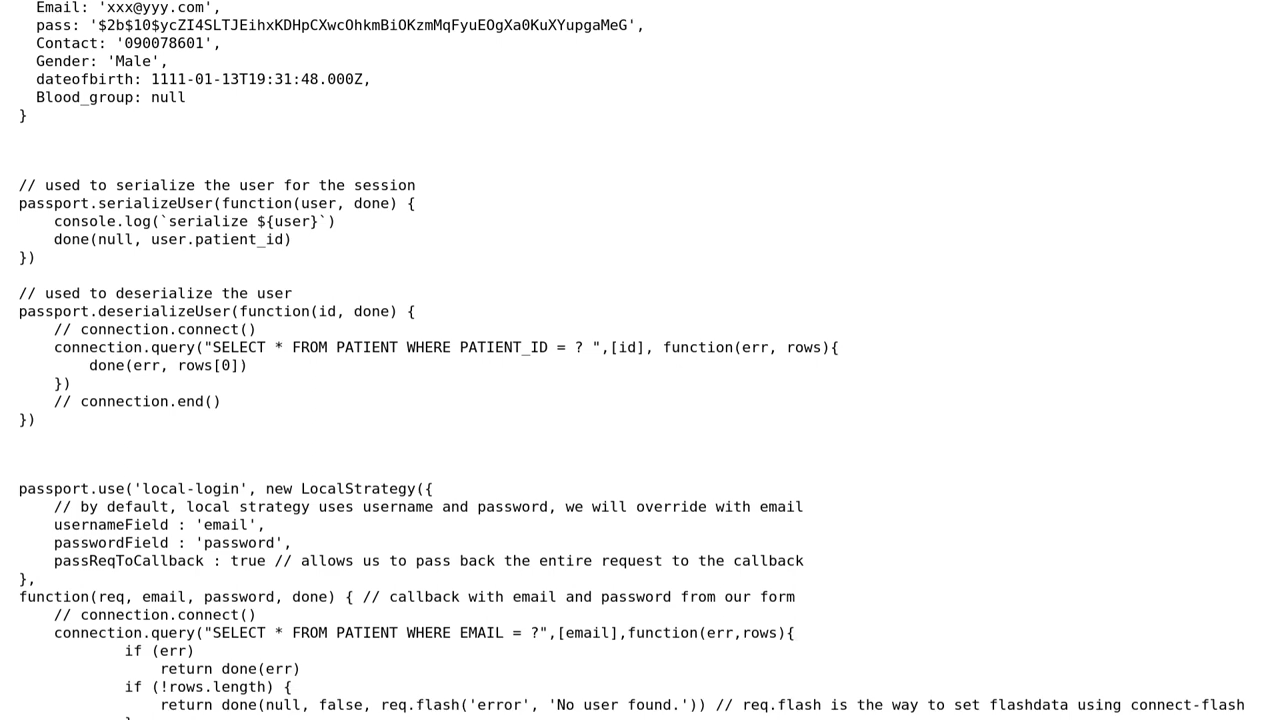 Email: 'xxx@yyy.com',
pass: '$2b$10$ycZI4SLTJEihxKDHpCXwcOhkmBiOKzmMqFyuEOgXa0KuXYupgaMeG',
Contact: '090078601',
Gender: 'Male',
dateofbirth: 1111-01-13T19:31:48.000Z,
Blood_group: null
}
// used to serialize the user for the session
passport.serializeUser(function(user, done) {
console.log(`serialize ${user}`)
done(null, user.patient_id)
})
// used to deserialize the user
passport.deserializeUser(function(id, done) {
// connection.connect()
connection.query("SELECT * FROM PATIENT WHERE PATIENT_ID = ? ",[id], function(err, rows){
done(err, rows[0])
})
// connection.end()
})
passport.use('local-login', new LocalStrategy({
// by default, local strategy uses username and password, we will override with email
usernameField : 'email',
passwordField : 'password',
passReqToCallback : true // allows us to pass back the entire request to the callback
},
function(req, email, password, done) { // callback with email and password from our form
// connection.connect()
connection.query("SELECT * FROM PATIENT WHERE EMAIL = ?",[email],function(err,rows){
if (err)
return done(err)
if (!rows.length) {
return done(null, false, req.flash('error', 'No user found.')) // req.flash is the way to set flashdata using connect-flash